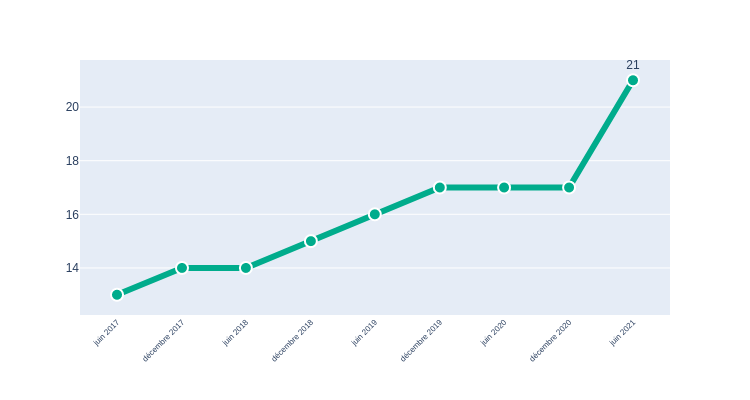 21
20
18
16
14
juin 2017
décembre 2017
juin 2018
décembre 2018
juin 2019
décembre 2019
juin 2020
décembre 2020
juin 2021